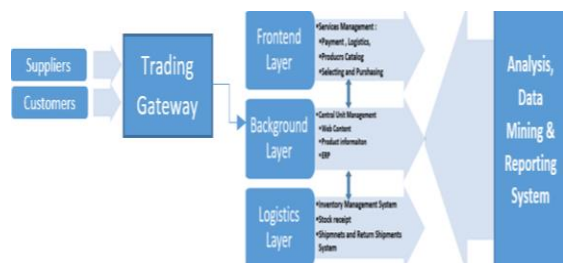 Suppliers
Customers
Trading
Gateway
Frontend
Layer
•Services Management :
•Payment , Logistics,
•Producrs Catalog
•Selecting and Purchasing
Background
Layer
•Central Unit Management
•Web Content
•Product informaiton
•ERP
Logistics
Layer
•Inventory Management System
•Stock receipt
•Shipmnets and Return Shipments
System
Analysis,
Data
Mining &
Reporting
System